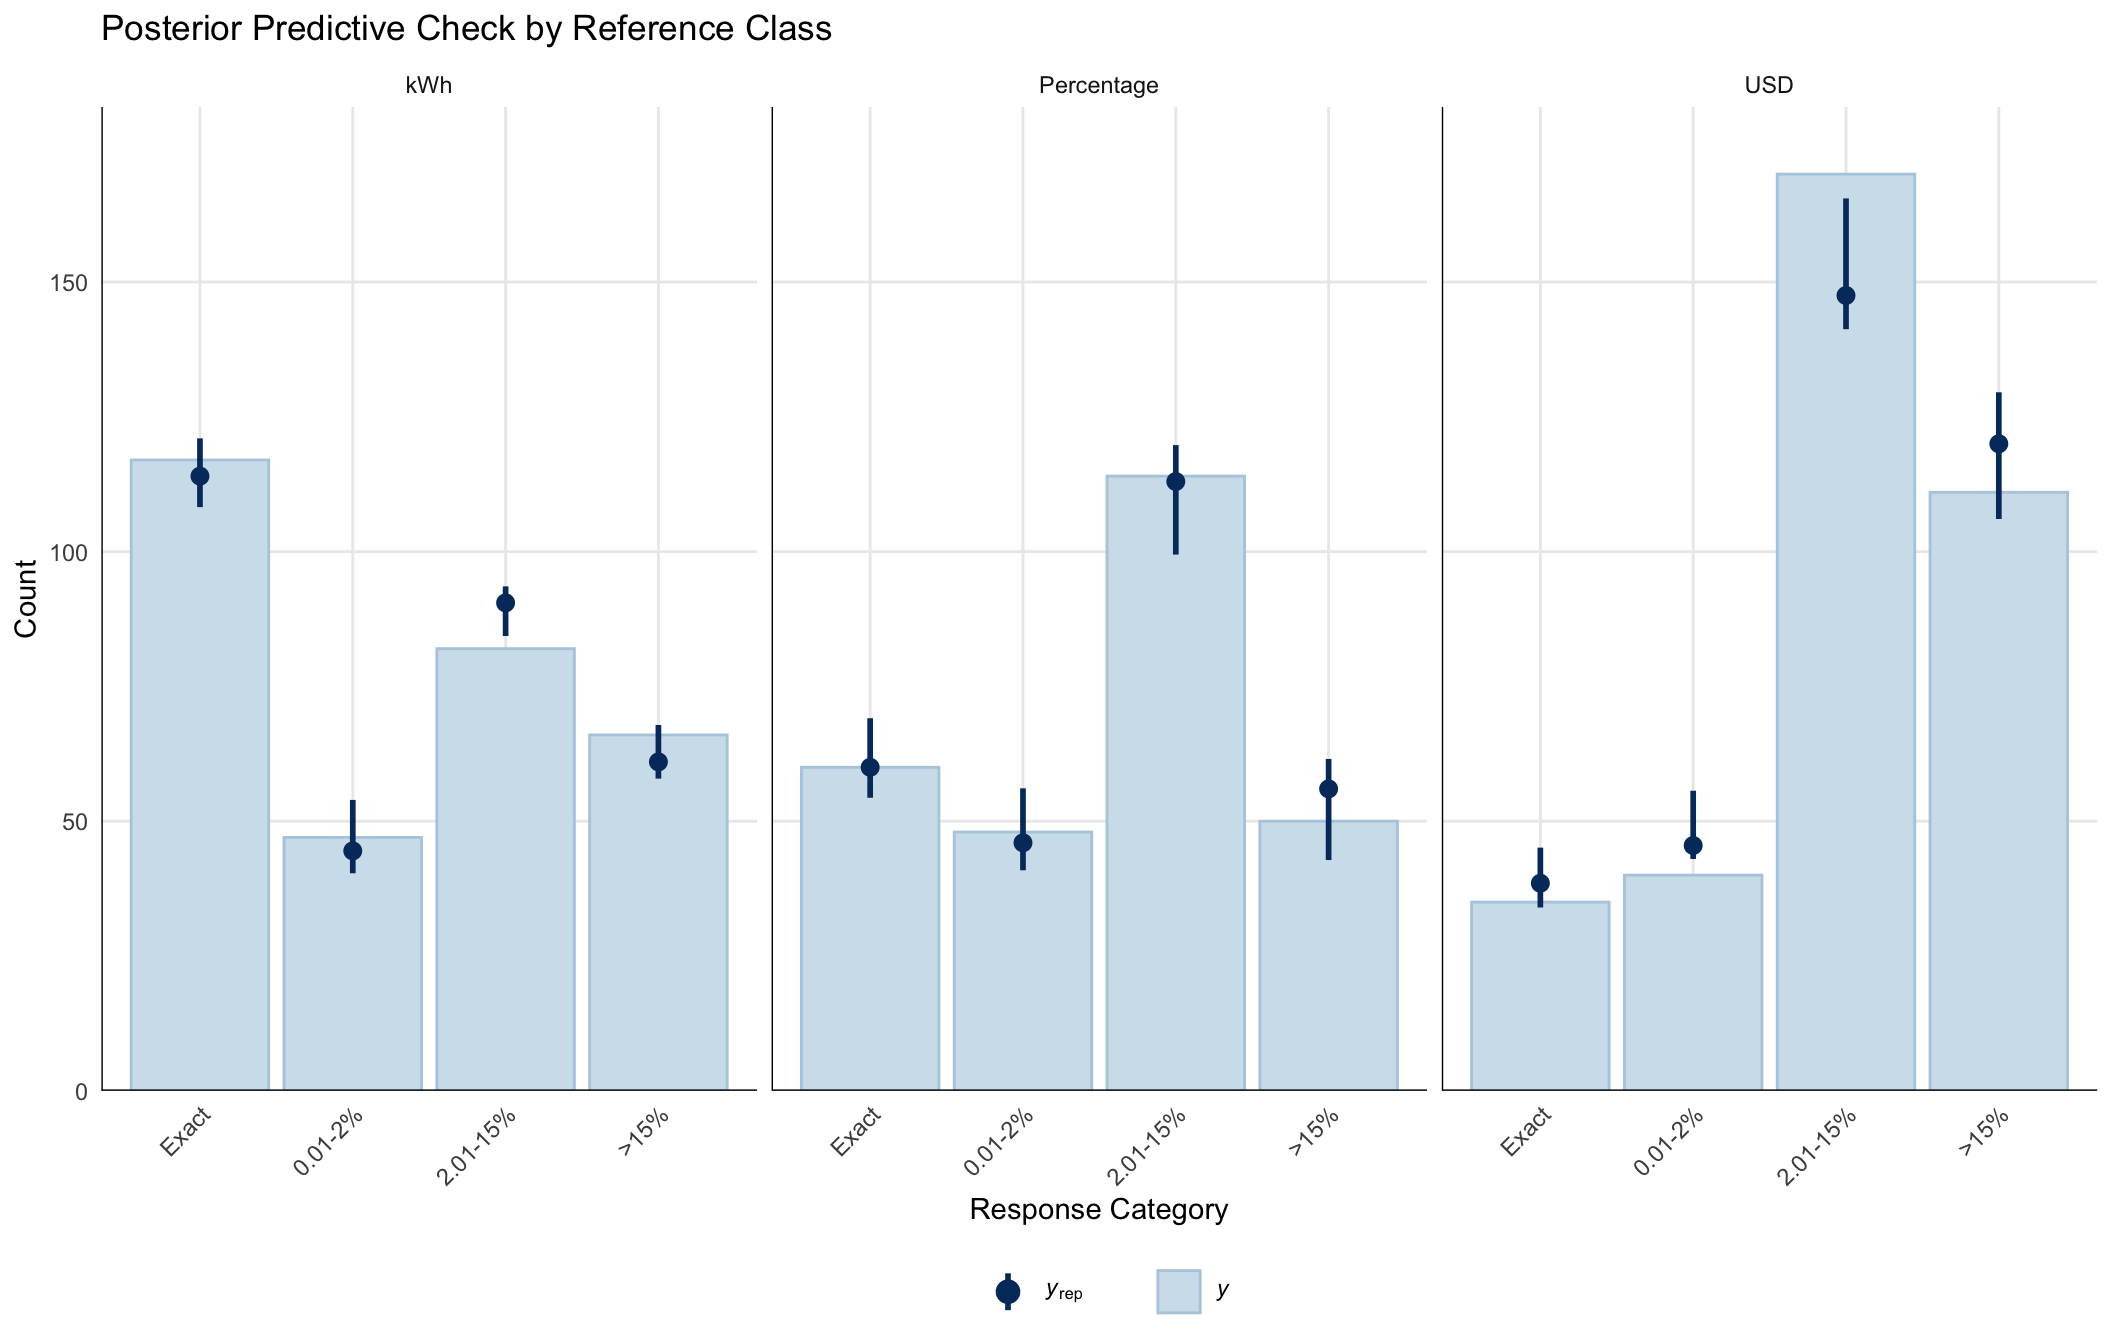 Posterior Predictive Check by Reference Class
kWh
Percentage
USD
Count
150
100
50
0
Exact
0.01-2%
2.01-15%
>15%
Exact
0.01-2%
2.01-15%
>15%
Exact
0.01-2%
2.01-15%
>15%
Response Category
yrep
y